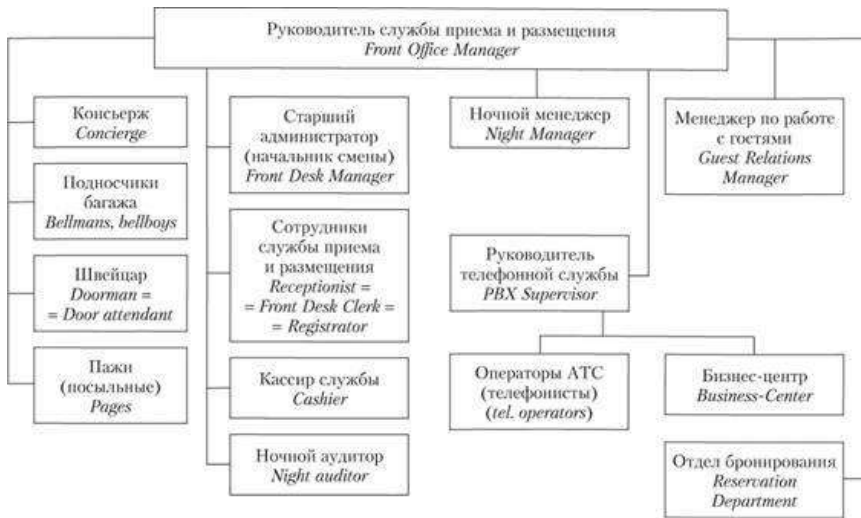 Руководитель службы приема и размещения
Front Office Manager
Консьерж
Concierge
Подносчики
багажа
Bellmans, bellboys
Швейцар
Doorman =
= Door attendant
Пажи
(посыльные)
Pages
Старший
администратор
(начальник смены)
Front Desk Manager
Сотрудники
службы приема
и размещения
Receptionist =
= Front Desk Clerk =
= Registrator
Кассир службы
Cashier
Ночной аудитор
Night auditor
Ночной менеджер
Night Manager
Руководитель
телефонной службы
PBX Supervisor
Операторы АТС
(телефонисты)
(tel. operators)
Менеджер по работе
с гостями
Guest Relations
Manager
Бизнес-центр
Business-Center
Отдел бронирования
Reservation
Department